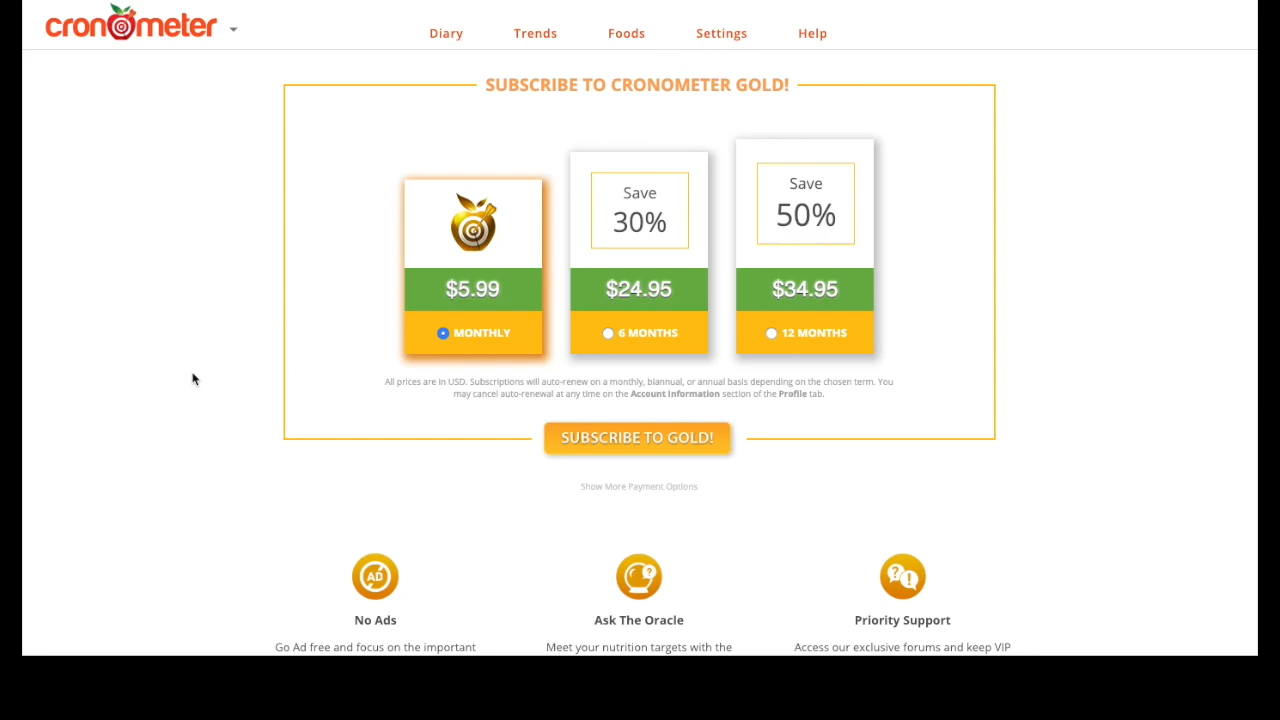 cronometer
Diary Trends Foods Settings Help
SUBSCRIBE TO CRONOMETER GOLD!
Save
30%
Save
50%
$5.99
$24.95
$34.95
MONTHLY
6 MONTHS
12 MONTHS
All prices are in USD. Subscriptions will auto-renew on a monthly, biannual, or annual basis depending on the chosen term. You
may cancel auto-renewal at any time on the Account Information section of the Profile tab.
SUBSCRIBE TO GOLD!
Show More Payment Options
AD
No Ads
Ask The Oracle
Priority Support
Go Ad free and focus on the important
Meet your nutrition targets with the
Access our exclusive forums and keep VIP